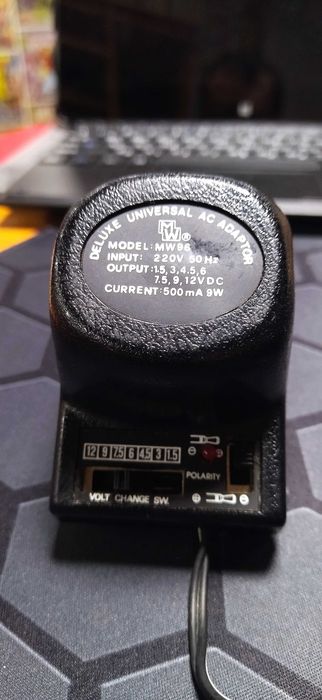 DELUXE UNIVERSAL AC ADAPTOR
MW®
MODEL: MW98
INPUT: 220V 50Hz
OUTPUT: 1.5, 3, 4.5, 6
7.5, 9, 12V DC
CURRENT: 500mA 9W
12 9 7.5 6 4.5 3 1.5
POLARITY
VOLT CHANGE SW.